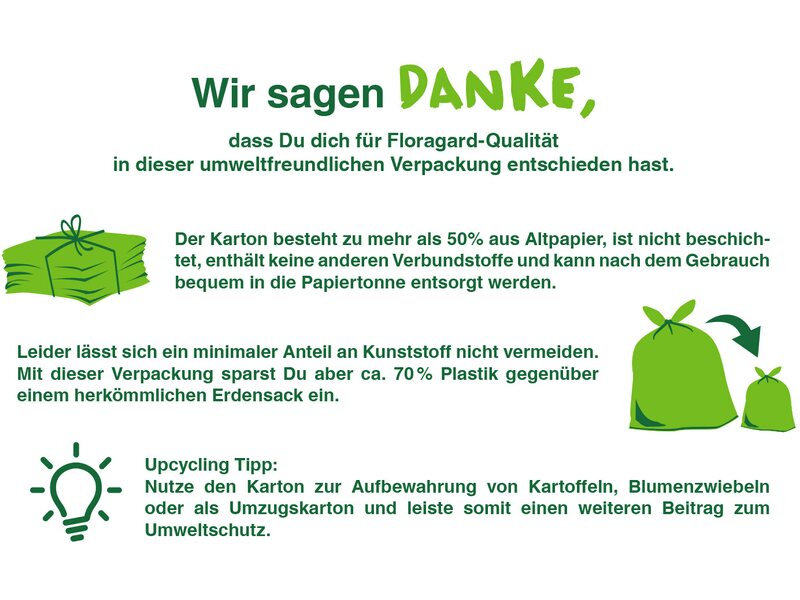 Wir sagen DANKE,
dass Du dich für Floragard-Qualität
in dieser umweltfreundlichen Verpackung entschieden hast.
Der Karton besteht zu mehr als 50% aus Altpapier, ist nicht beschich-
tet, enthält keine anderen Verbundstoffe und kann nach dem Gebrauch
bequem in die Papiertonne entsorgt werden.
Leider lässt sich ein minimaler Anteil an Kunststoff nicht vermeiden.
Mit dieser Verpackung sparst Du aber ca. 70% Plastik gegenüber
einem herkömmlichen Erdensack ein.
Upcycling Tipp:
Nutze den Karton zur Aufbewahrung von Kartoffeln, Blumenzwiebeln
oder als Umzugskarton und leiste somit einen weiteren Beitrag zum
Umweltschutz.